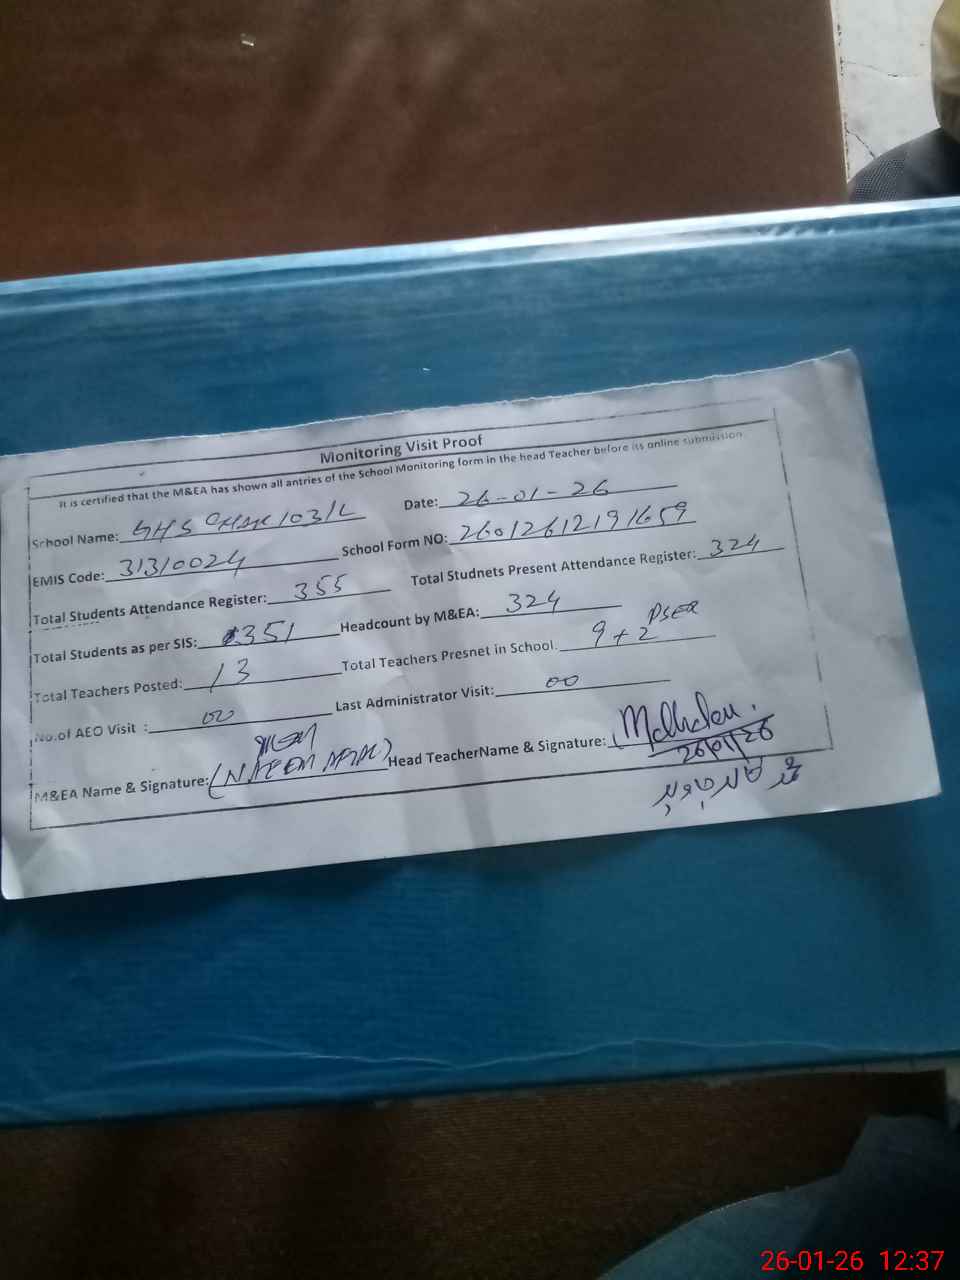 Monitoring Visit Proof
It is certified that the M&EA has shown all antries of the School Monitoring form in the head Teacher before its online submission
School Name: GHS Chak 103/L Date: 26-01-26
EMIS Code: 31310024 School Form NO: 26012612191659
Total Students Attendance Register: 355 Total Studnets Present Attendance Register: 324
Total Students as per SIS: 351 Headcount by M&EA: 324
Total Teachers Posted: 13 Total Teachers Presnet in School. 9+2 PSER
No.of AEO Visit : 00 Last Administrator Visit: 00
M&EA Name & Signature: (NAEEM AFZAL) Head TeacherName & Signature:
26/01/26
26-01-26 12:37